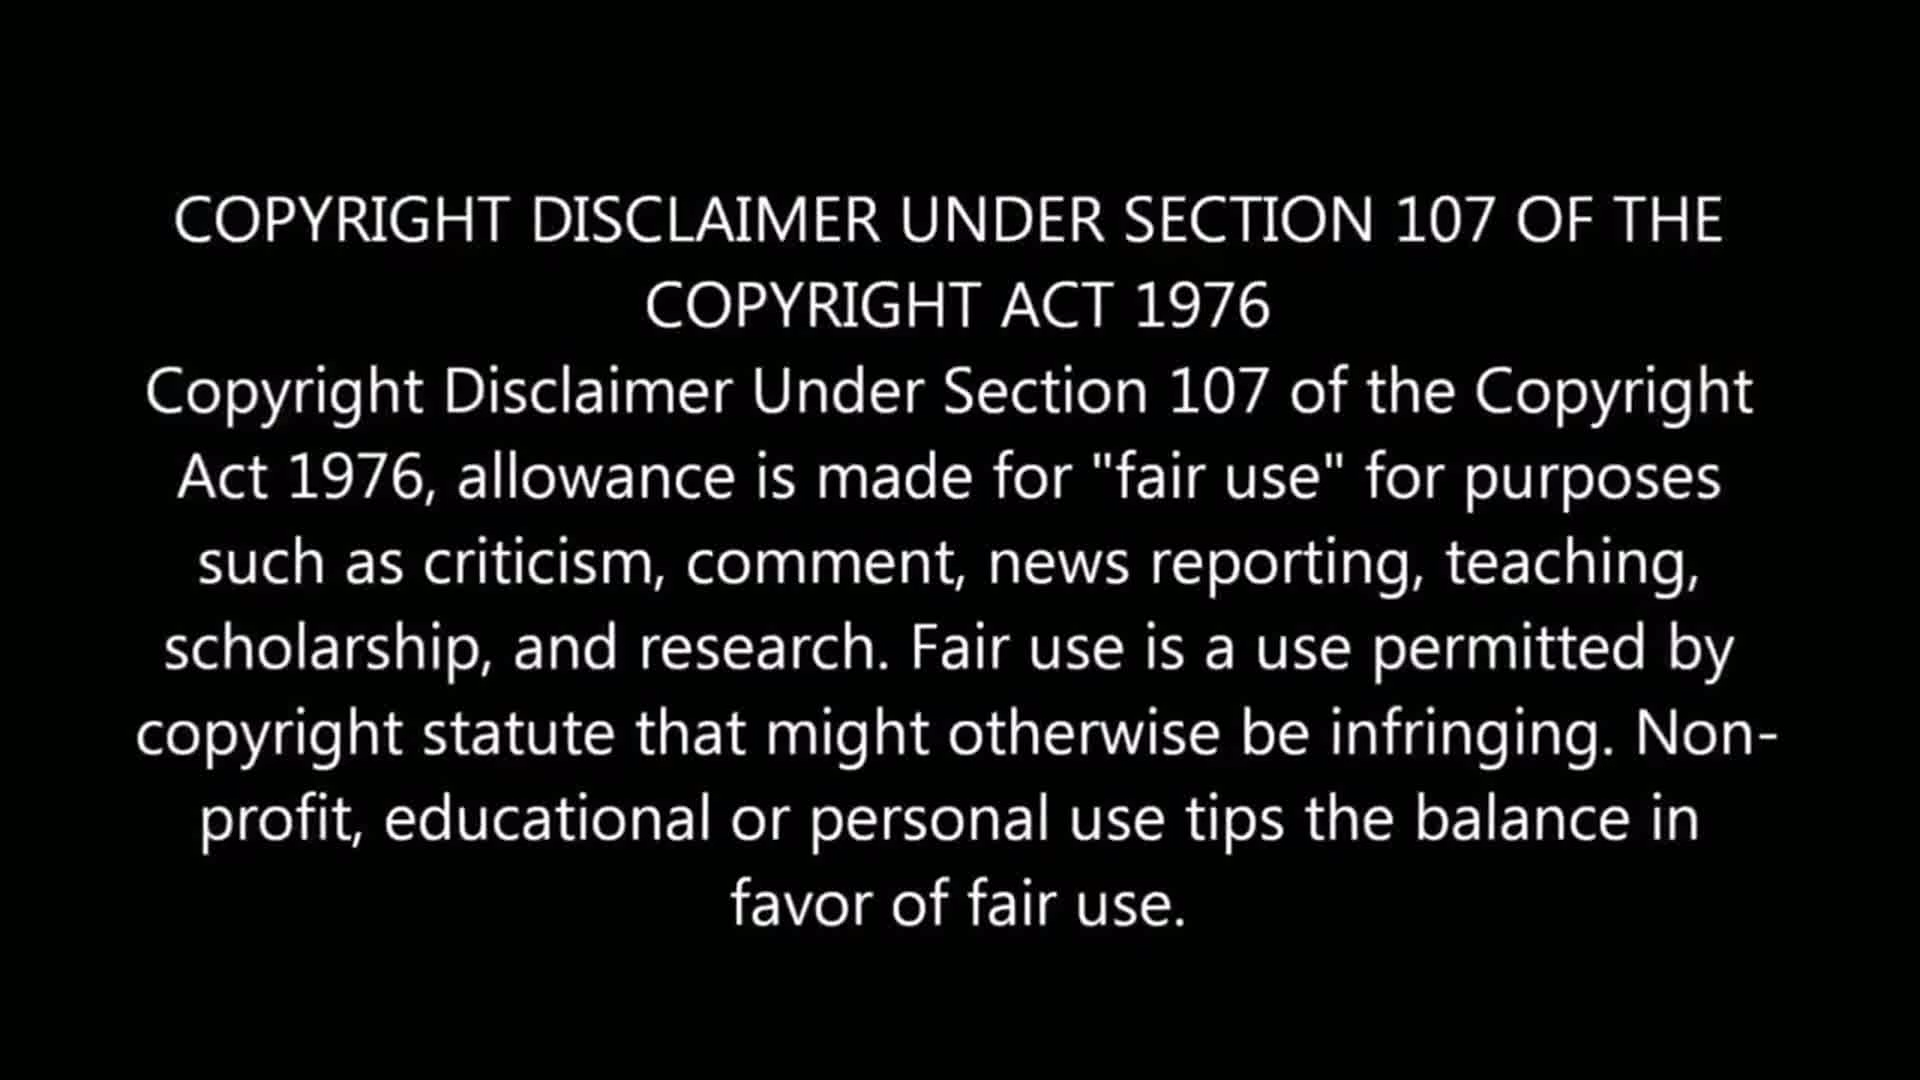 COPYRIGHT DISCLAIMER UNDER SECTION 107 OF THE
COPYRIGHT ACT 1976
Copyright Disclaimer Under Section 107 of the Copyright
Act 1976, allowance is made for "fair use" for purposes
such as criticism, comment, news reporting, teaching,
scholarship, and research. Fair use is a use permitted by
copyright statute that might otherwise be infringing. Non-
profit, educational or personal use tips the balance in
favor of fair use.